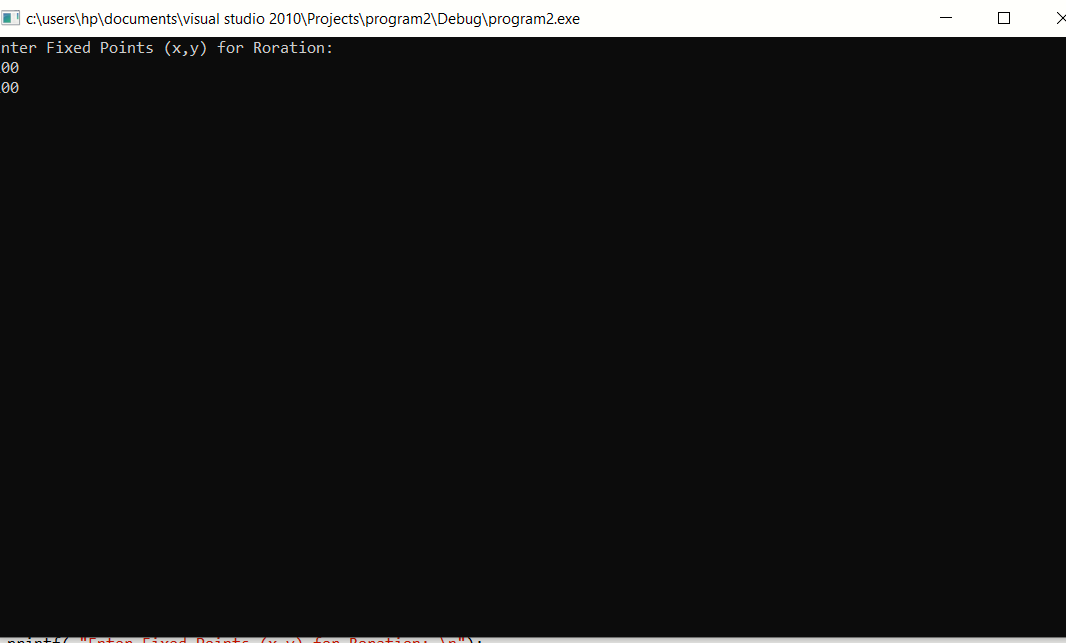 c:\users\hp\documents\visual studio 2010\Projects\program2\Debug\program2.exe
nter Fixed Points (x,y) for Roration:
00
00
printf( "Enter Fixed Points (x,y) for Roration: \n");